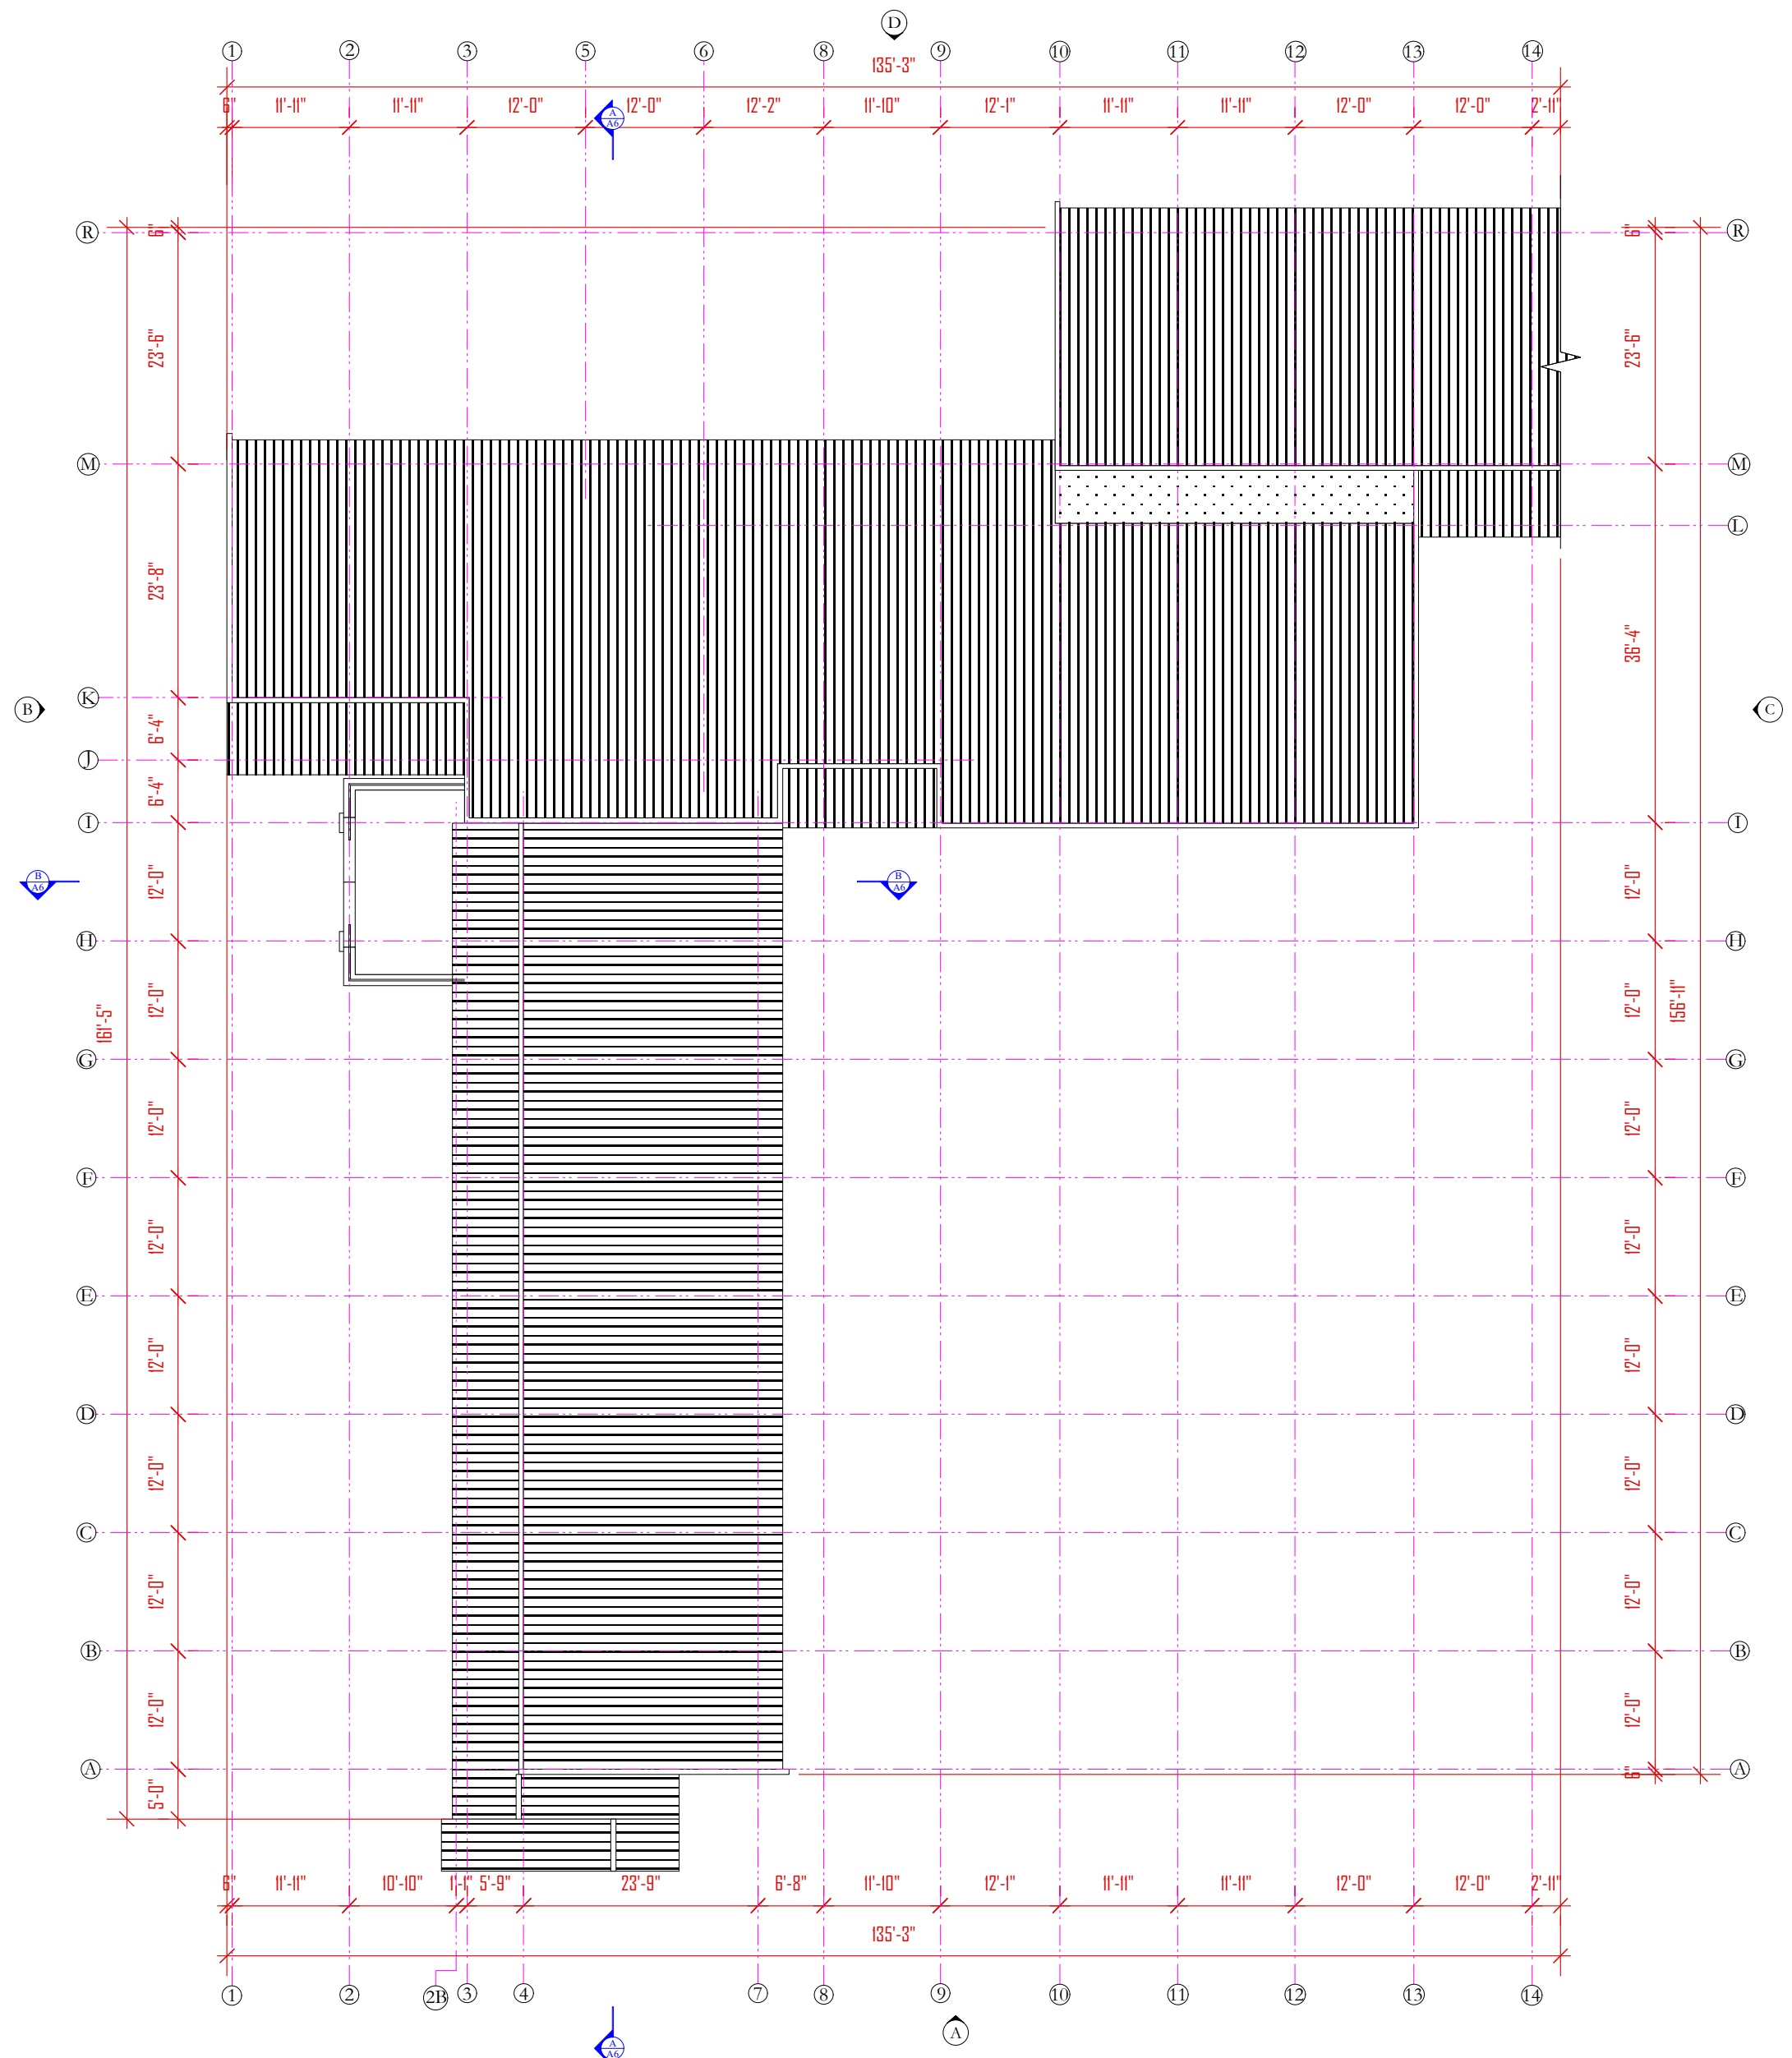 D
1 2 3 5 6 8 9 10 11 12 13 14
135'-3"
6" 11'-11" 11'-11" 12'-0" 12'-0" 12'-2" 11'-10" 12'-1" 11'-11" 11'-11" 12'-0" 12'-0" 2'-11"
A
A6
R 6" 6" R
23'-6" 23'-6"
M M
L
23'-8" 36'-4"
K
B C
6'-4"
J
6'-4"
I I
B 12'-0" B 12'-0"
A6 A6
H H
161'-5" 12'-0" 12'-0" 156'-11"
G G
12'-0" 12'-0"
F F
12'-0" 12'-0"
E E
12'-0" 12'-0"
D D
12'-0" 12'-0"
C C
12'-0" 12'-0"
B B
12'-0" 12'-0"
A A
5'-0" 6"
6" 11'-11" 10'-10" 1'-1" 5'-9" 23'-9" 6'-8" 11'-10" 12'-1" 11'-11" 11'-11" 12'-0" 12'-0" 2'-11"
135'-3"
1 2 2B 3 4 7 8 9 10 11 12 13 14
A
A
A6